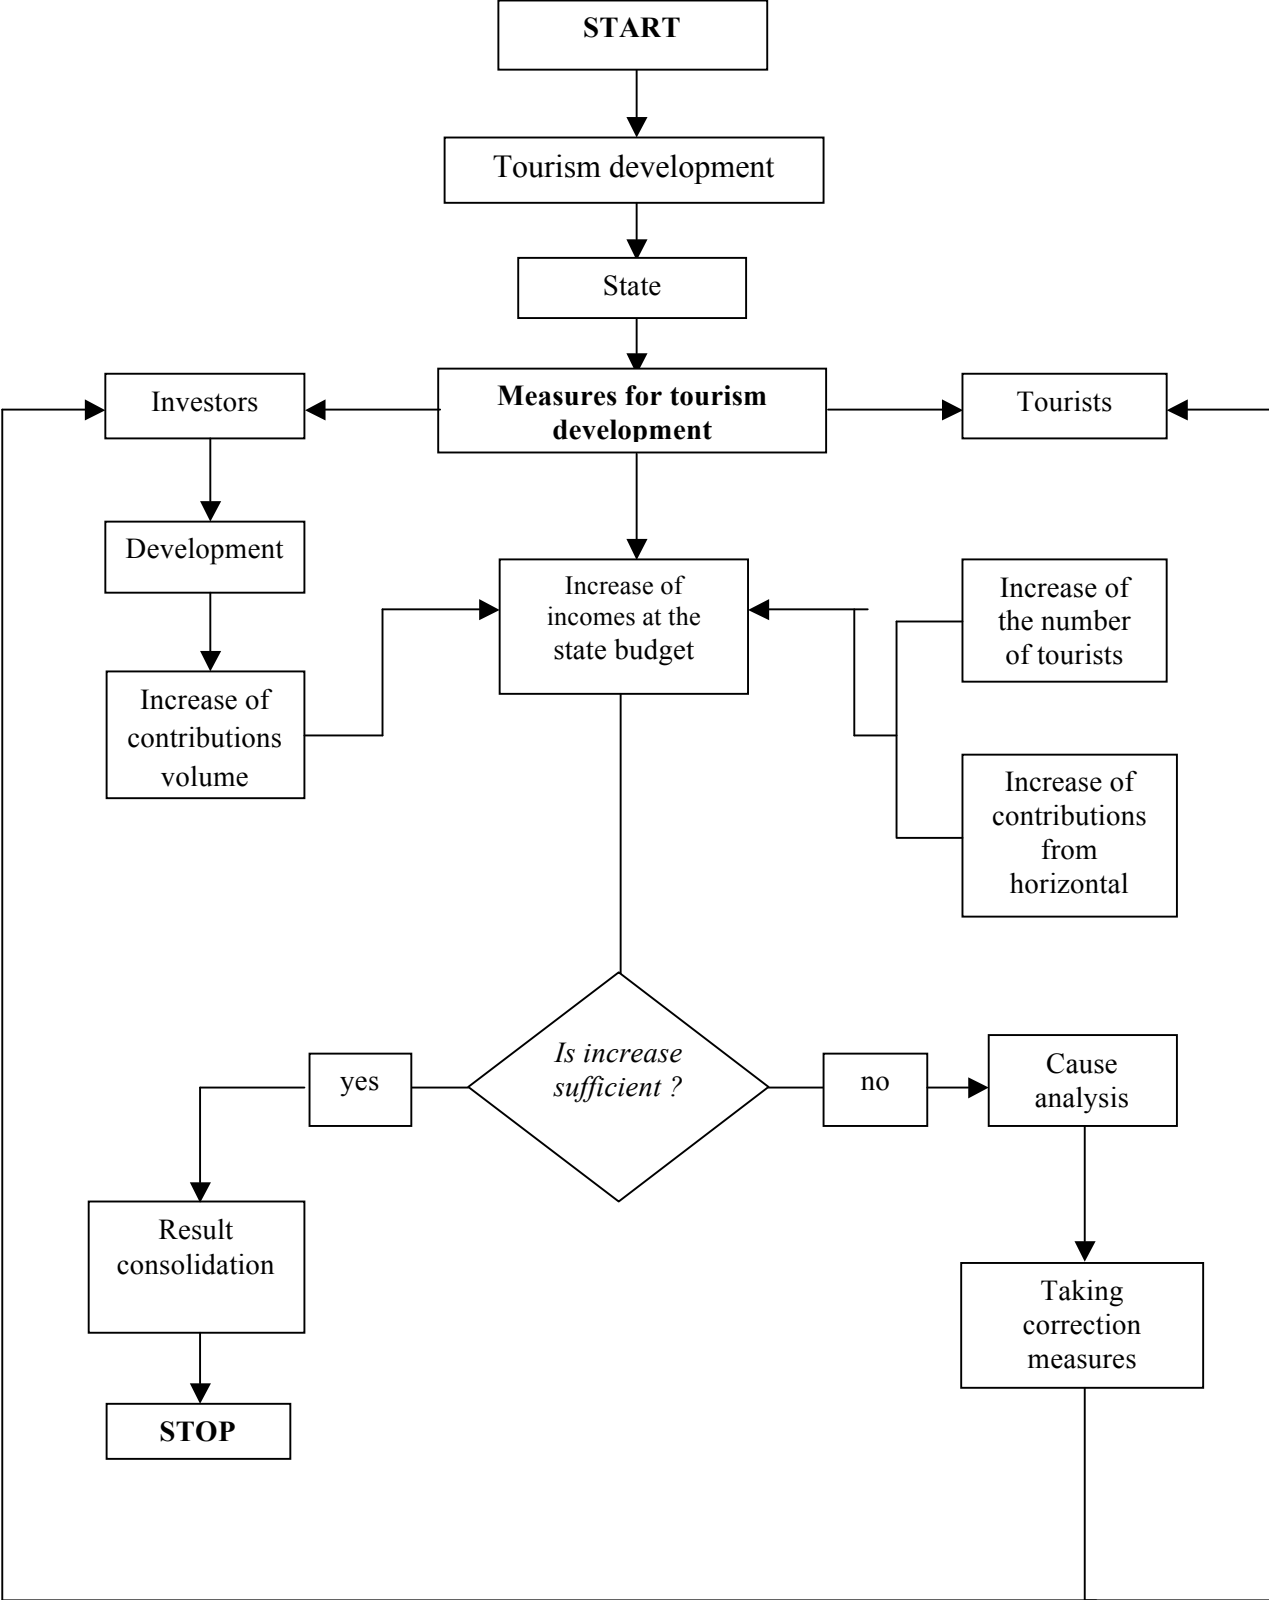 START
Tourism development
State
Investors
Measures for tourism
development
Tourists
Development
Increase of
incomes at the
state budget
Increase of
the number
of tourists
Increase of
contributions
volume
Increase of
contributions
from
horizontal
yes
Is increase
sufficient ?
no
Cause
analysis
Result
consolidation
Taking
correction
measures
STOP